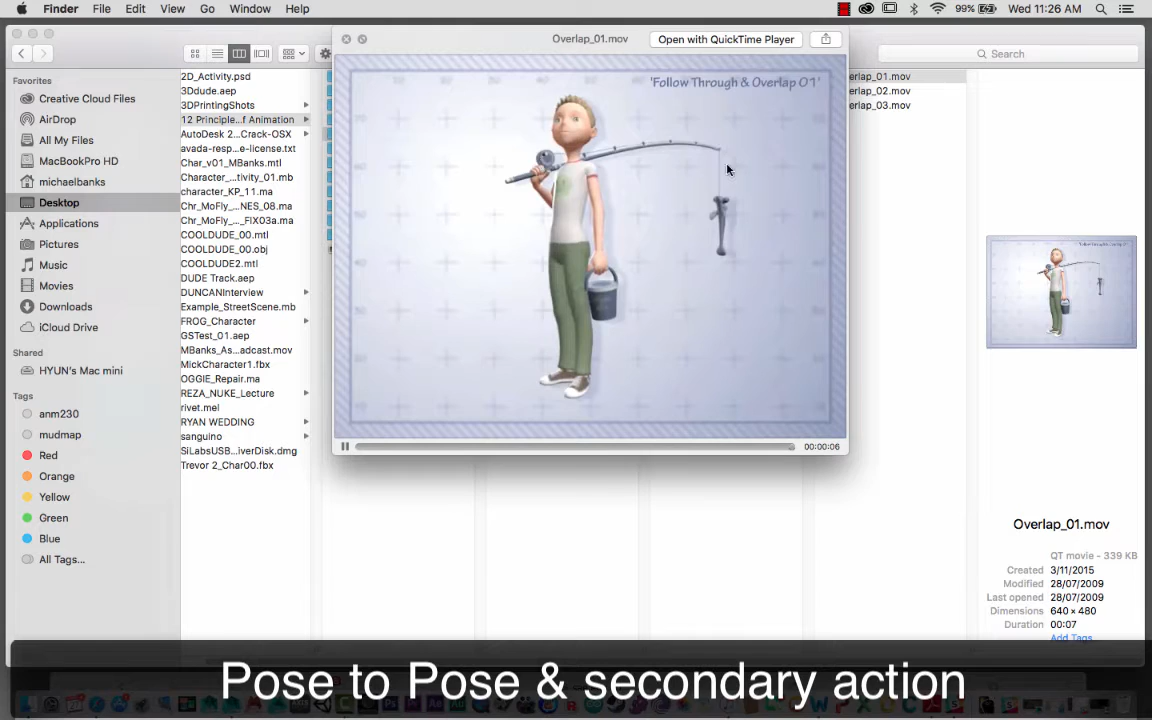 Finder File Edit View Go Window Help 99% Wed 11:26 AM
Overlap_01.mov Open with QuickTime Player
Search
'Follow Through & Overlap 01'
Favorites
Creative Cloud Files
AirDrop
All My Files
MacBookPro HD
michaelbanks
Desktop
Applications
Pictures
Music
Movies
Downloads
iCloud Drive
Shared
HYUN's Mac mini
Tags
anm230
mudmap
Red
Orange
Yellow
Green
Blue
All Tags...
2D_Activity.psd
3Ddude.aep
3DPrintingShots
12 Principle...f Animation
AutoDesk 2...Crack-OSX
avada-resp...e-license.txt
Char_v01_MBanks.mtl
Character_...tivity_01.mb
character_KP_11.ma
Chr_MoFly_...NES_08.ma
Chr_MoFly_..._FIX03a.ma
COOLDUDE_00.mtl
COOLDUDE_00.obj
COOLDUDE2.mtl
DUDE Track.aep
DUNCANInterview
Example_StreetScene.mb
FROG_Character
GSTest_01.aep
MBanks_As...adcast.mov
MickCharacter1.fbx
OGGIE_Repair.ma
REZA_NUKE_Lecture
rivet.mel
RYAN WEDDING
sanguino
SiLabsUSB...iverDisk.dmg
Trevor 2_Char00.fbx
erlap_01.mov
erlap_02.mov
erlap_03.mov
00:00:06
Overlap_01.mov
QT movie - 339 KB
Created 3/11/2015
Modified 28/07/2009
Last opened 28/07/2009
Dimensions 640 × 480
Duration 00:07
Add Tags...
Pose to Pose & secondary action